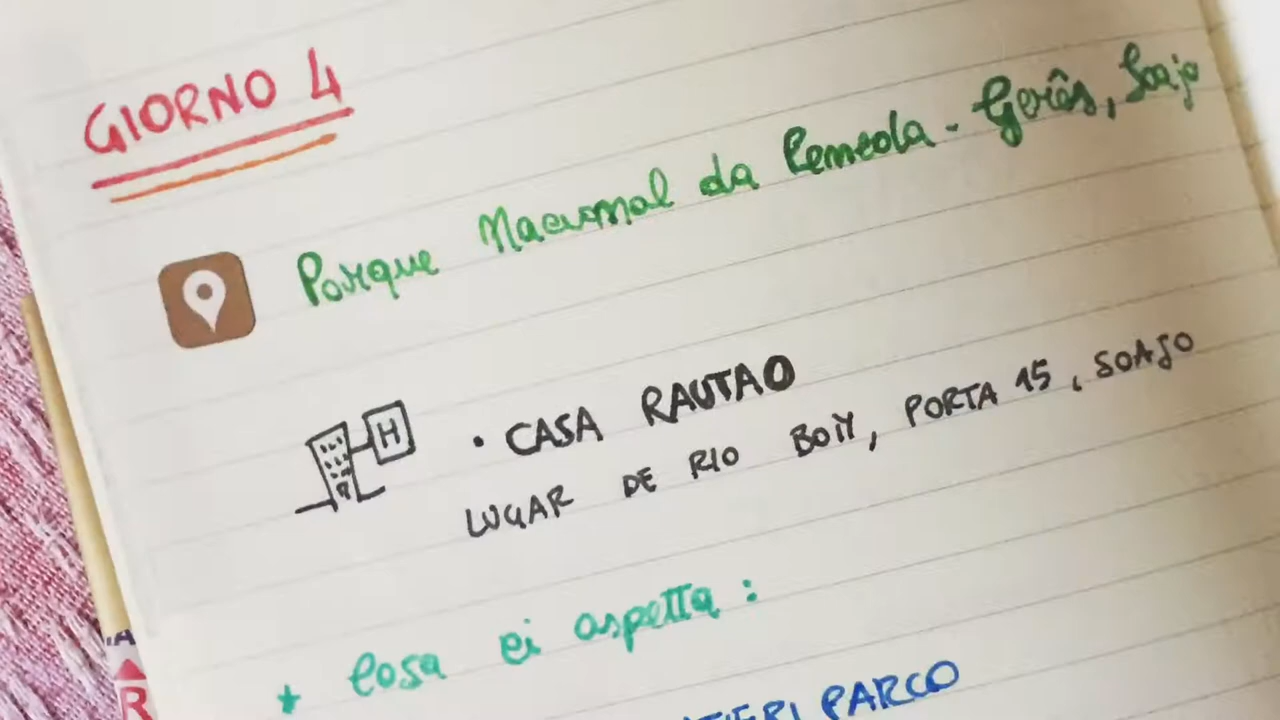 GIORNO 4
Parque Nacional da Peneda - Gerês, Soajo
H
• CASA RAUTAO
LUGAR DE RIO BOM, PORTA 15, SOAJO
* Cosa ci aspetta:
PARCO
R